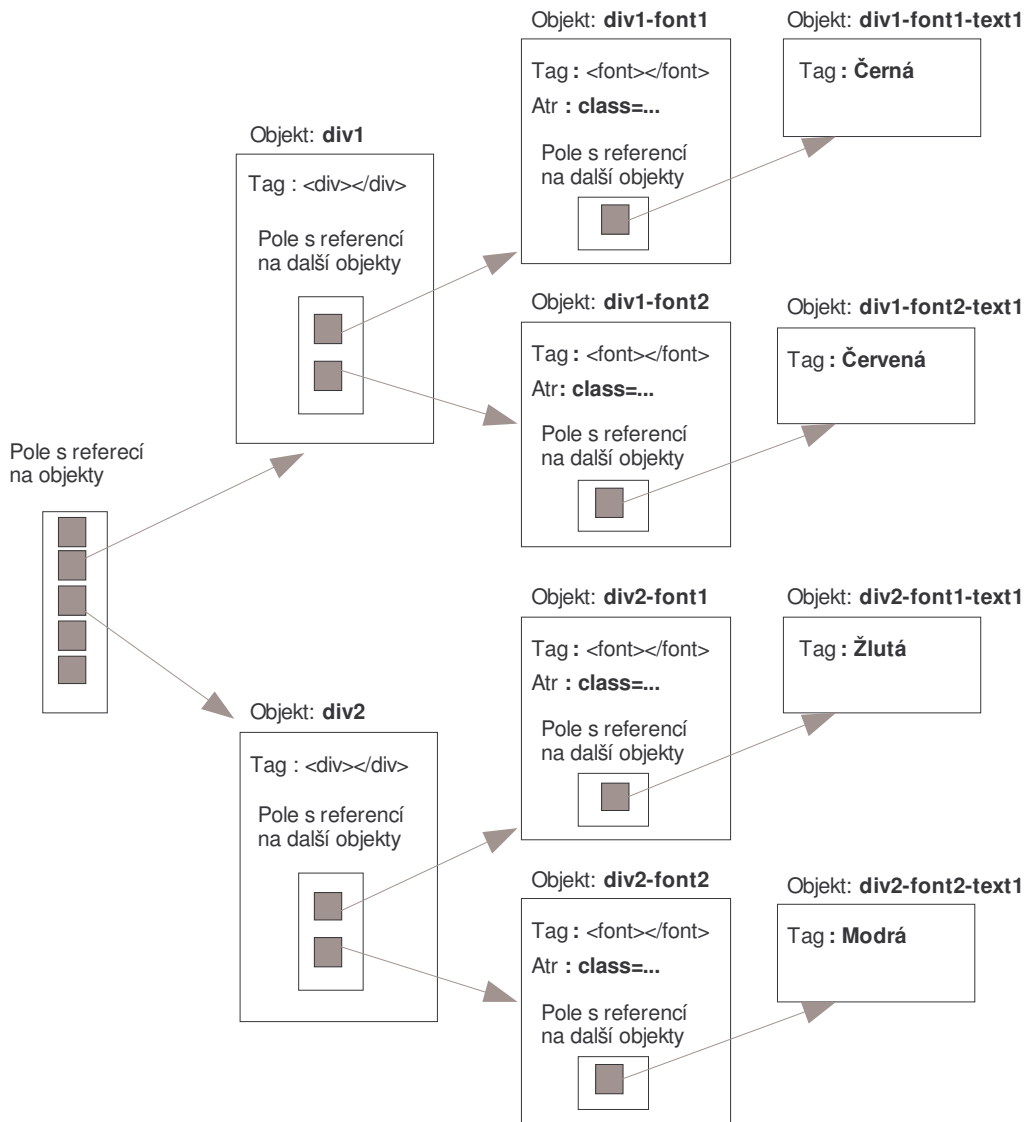 Objekt: div1-font1
Tag : <font></font>
Atr : class=...
Pole s referencí
na další objekty
Objekt: div1-font1-text1
Tag : Černá
Objekt: div1
Tag : <div></div>
Pole s referencí
na další objekty
Objekt: div1-font2
Tag : <font></font>
Atr: class=...
Pole s referencí
na další objekty
Objekt: div1-font2-text1
Tag : Červená
Pole s referecí
na objekty
Objekt: div2-font1
Tag : <font></font>
Atr : class=...
Pole s referencí
na další objekty
Objekt: div2-font1-text1
Tag : Žlutá
Objekt: div2
Tag : <div></div>
Pole s referencí
na další objekty
Objekt: div2-font2
Tag : <font></font>
Atr : class=...
Pole s referencí
na další objekty
Objekt: div2-font2-text1
Tag : Modrá